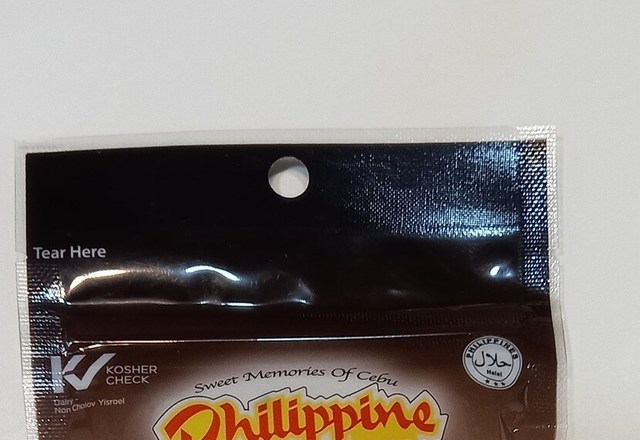 Tear Here
KOSHER
CHECK
Dairy -
Non Cholov Yisroel
Sweet Memories Of Cebu
Philippine
PHILIPPINES
حلال
Halal